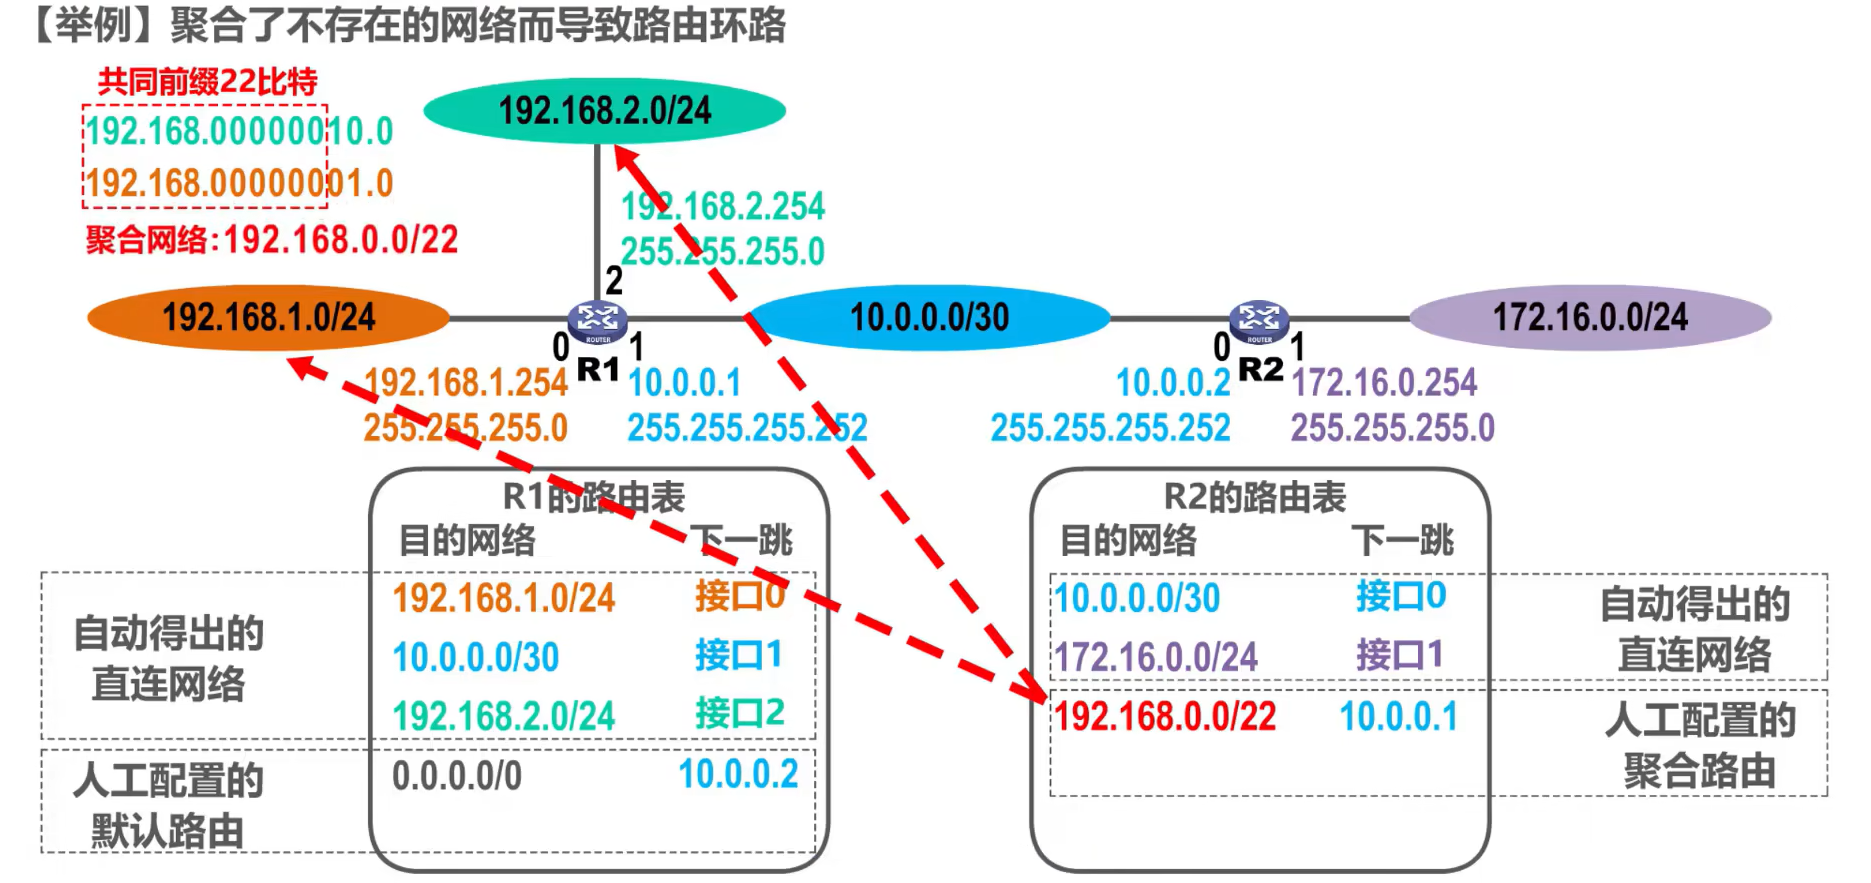 【举例】聚合了不存在的网络而导致路由环路
共同前缀22比特
192.168.00000010.0
192.168.00000001.0
聚合网络：192.168.0.0/22
192.168.2.0/24
192.168.2.254
255.255.255.0
2
192.168.1.0/24
10.0.0.0/30
172.16.0.0/24
ROUTER
ROUTER
0
1
0
1
R1
R2
192.168.1.254
255.255.255.0
10.0.0.1
255.255.255.252
10.0.0.2
255.255.255.252
172.16.0.254
255.255.255.0
R1的路由表
目的网络 下一跳
192.168.1.0/24 接口0
10.0.0.0/30 接口1
192.168.2.0/24 接口2
0.0.0.0/0 10.0.0.2
自动得出的
直连网络
人工配置的
默认路由
R2的路由表
目的网络 下一跳
10.0.0.0/30 接口0
172.16.0.0/24 接口1
192.168.0.0/22 10.0.0.1
自动得出的
直连网络
人工配置的
聚合路由